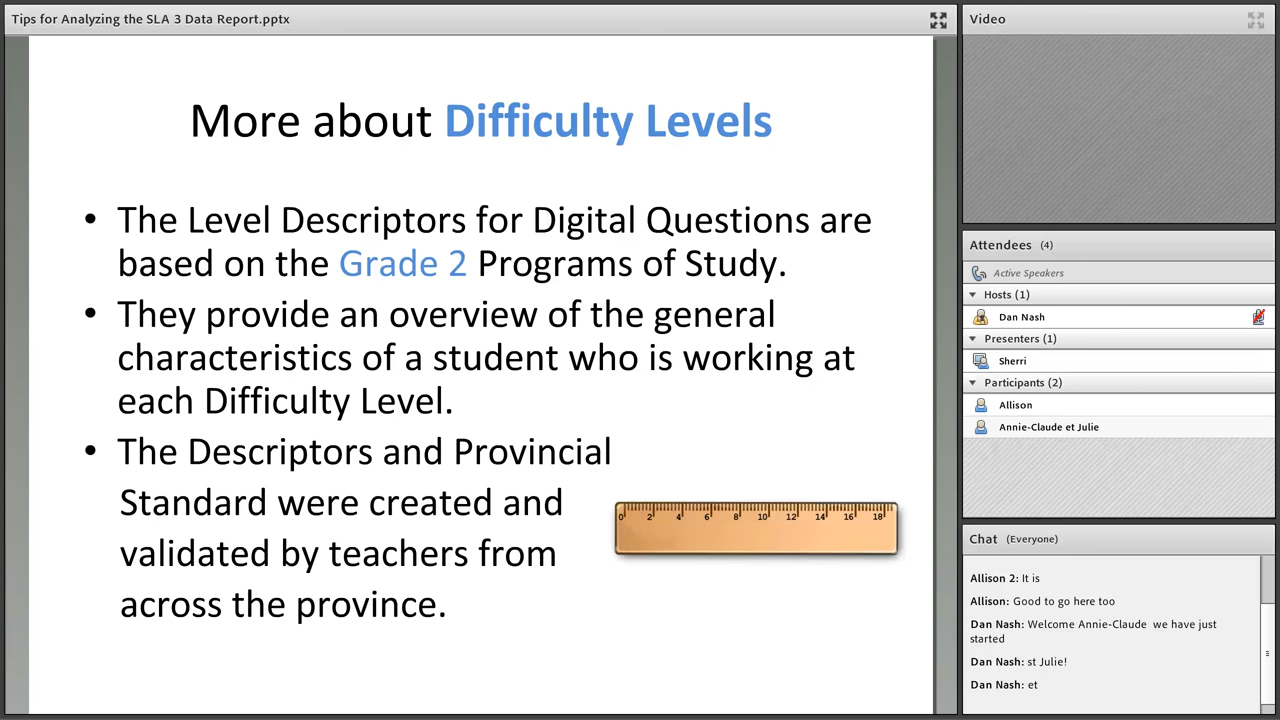 Tips for Analyzing the SLA 3 Data Report.pptx
More about Difficulty Levels
• The Level Descriptors for Digital Questions are
based on the Grade 2 Programs of Study.
• They provide an overview of the general
characteristics of a student who is working at
each Difficulty Level.
• The Descriptors and Provincial
Standard were created and
validated by teachers from
across the province.
0 2 4 6 8 10 12 14 16 18
Video
Attendees (4)
Active Speakers
Hosts (1)
Dan Nash
Presenters (1)
Sherri
Participants (2)
Allison
Annie-Claude et Julie
Chat (Everyone)
Allison 2: It is
Allison: Good to go here too
Dan Nash: Welcome Annie-Claude we have just
started
Dan Nash: st Julie!
Dan Nash: et